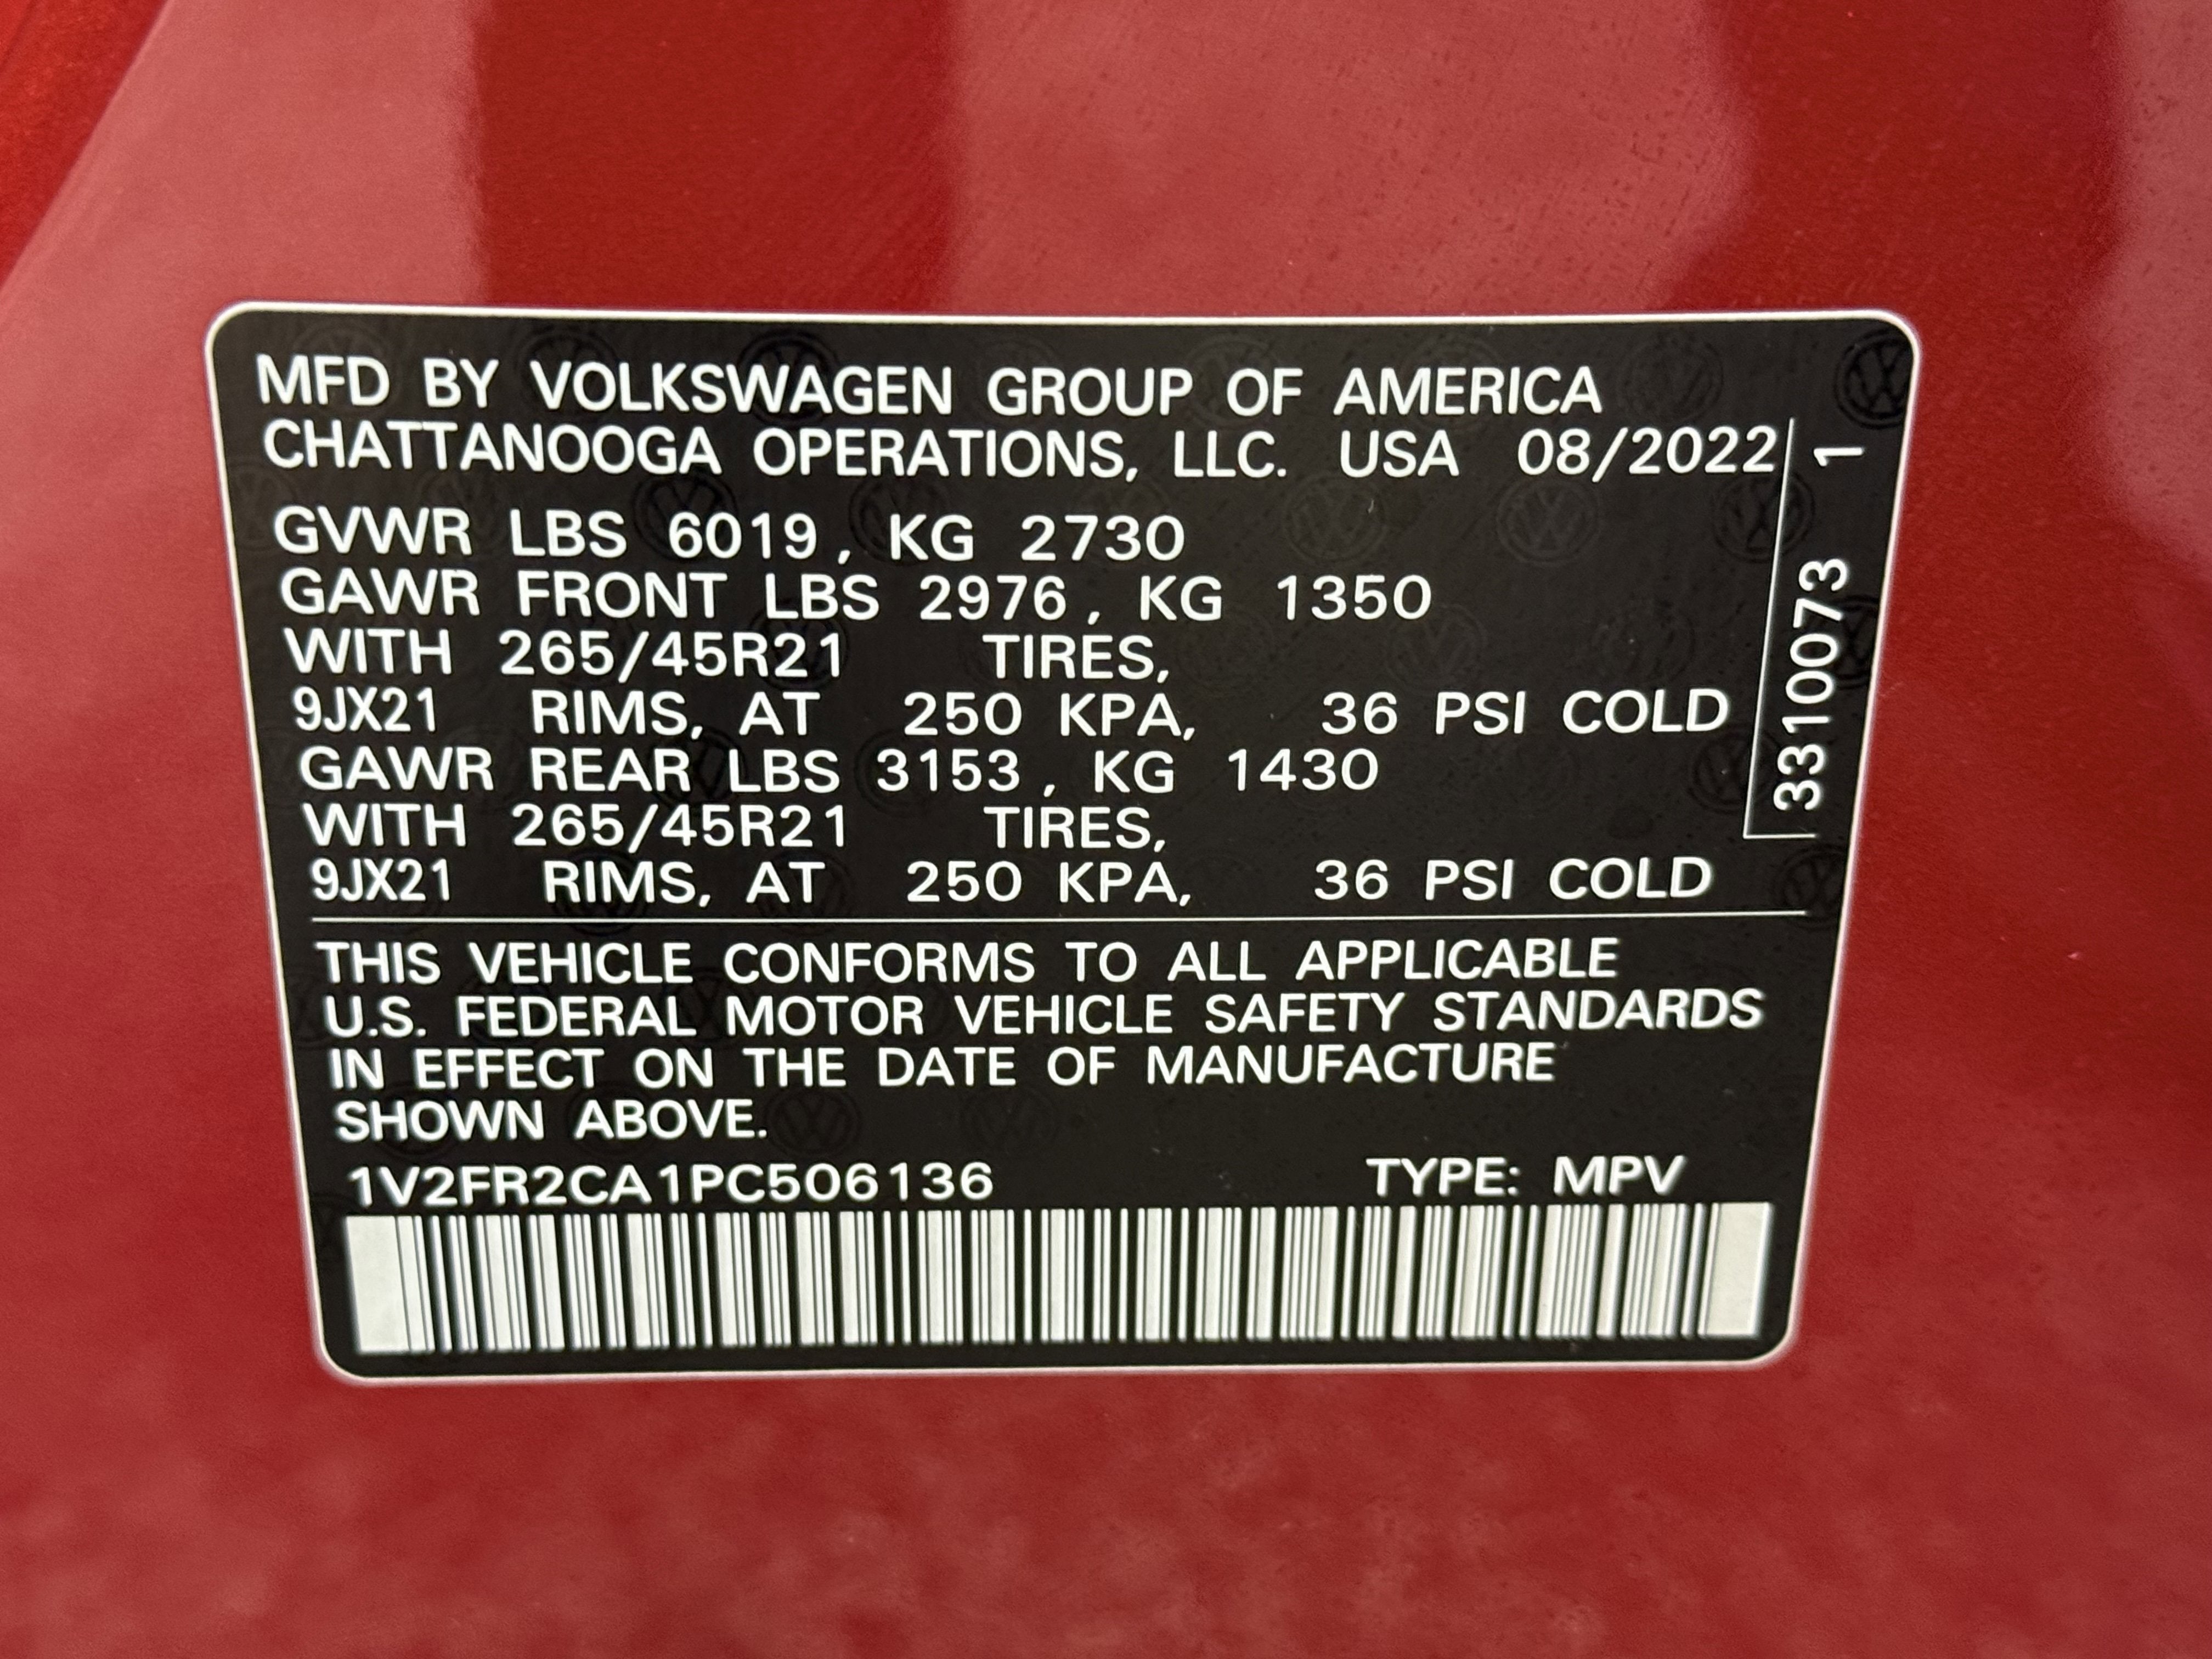 MFD BY VOLKSWAGEN GROUP OF AMERICA
CHATTANOOGA OPERATIONS, LLC. USA 08/2022
GVWR LBS 6019, KG 2730
GAWR FRONT LBS 2976, KG 1350
WITH 265/45R21 TIRES,
9JX21 RIMS, AT 250 KPA, 36 PSI COLD
GAWR REAR LBS 3153, KG 1430
WITH 265/45R21 TIRES,
9JX21 RIMS, AT 250 KPA, 36 PSI COLD
3310073 1
THIS VEHICLE CONFORMS TO ALL APPLICABLE
U.S. FEDERAL MOTOR VEHICLE SAFETY STANDARDS
IN EFFECT ON THE DATE OF MANUFACTURE
SHOWN ABOVE.
1V2FR2CA1PC506136 TYPE: MPV